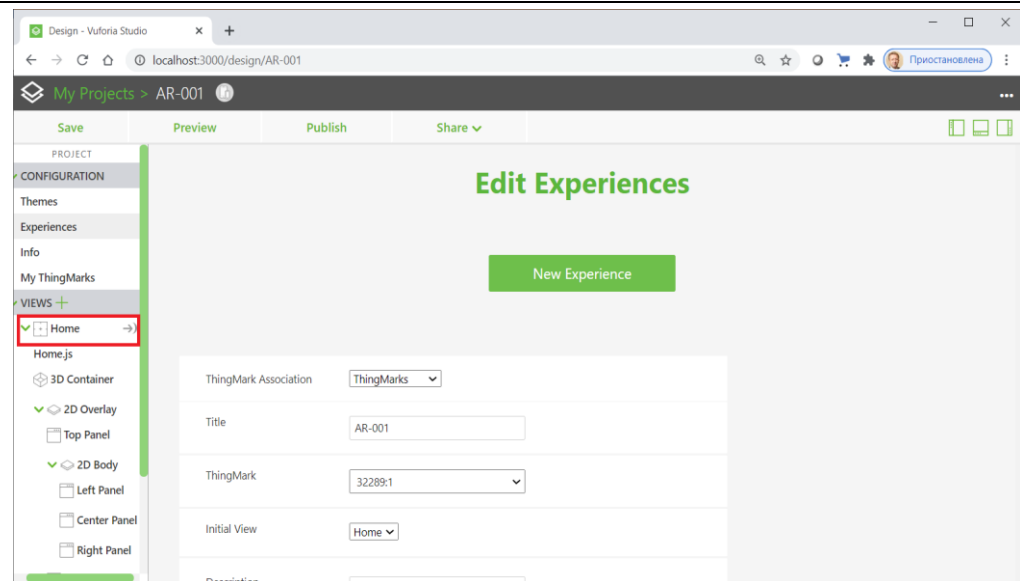 Design - Vuforia Studio
localhost:3000/design/AR-001
Приостановлена
My Projects > AR-001
Save Preview Publish Share
PROJECT
CONFIGURATION
Themes
Experiences
Info
My ThingMarks
VIEWS
Home
Home.js
3D Container
2D Overlay
Top Panel
2D Body
Left Panel
Center Panel
Right Panel
Edit Experiences
New Experience
ThingMark Association ThingMarks
Title AR-001
ThingMark 32289:1
Initial View Home
Description